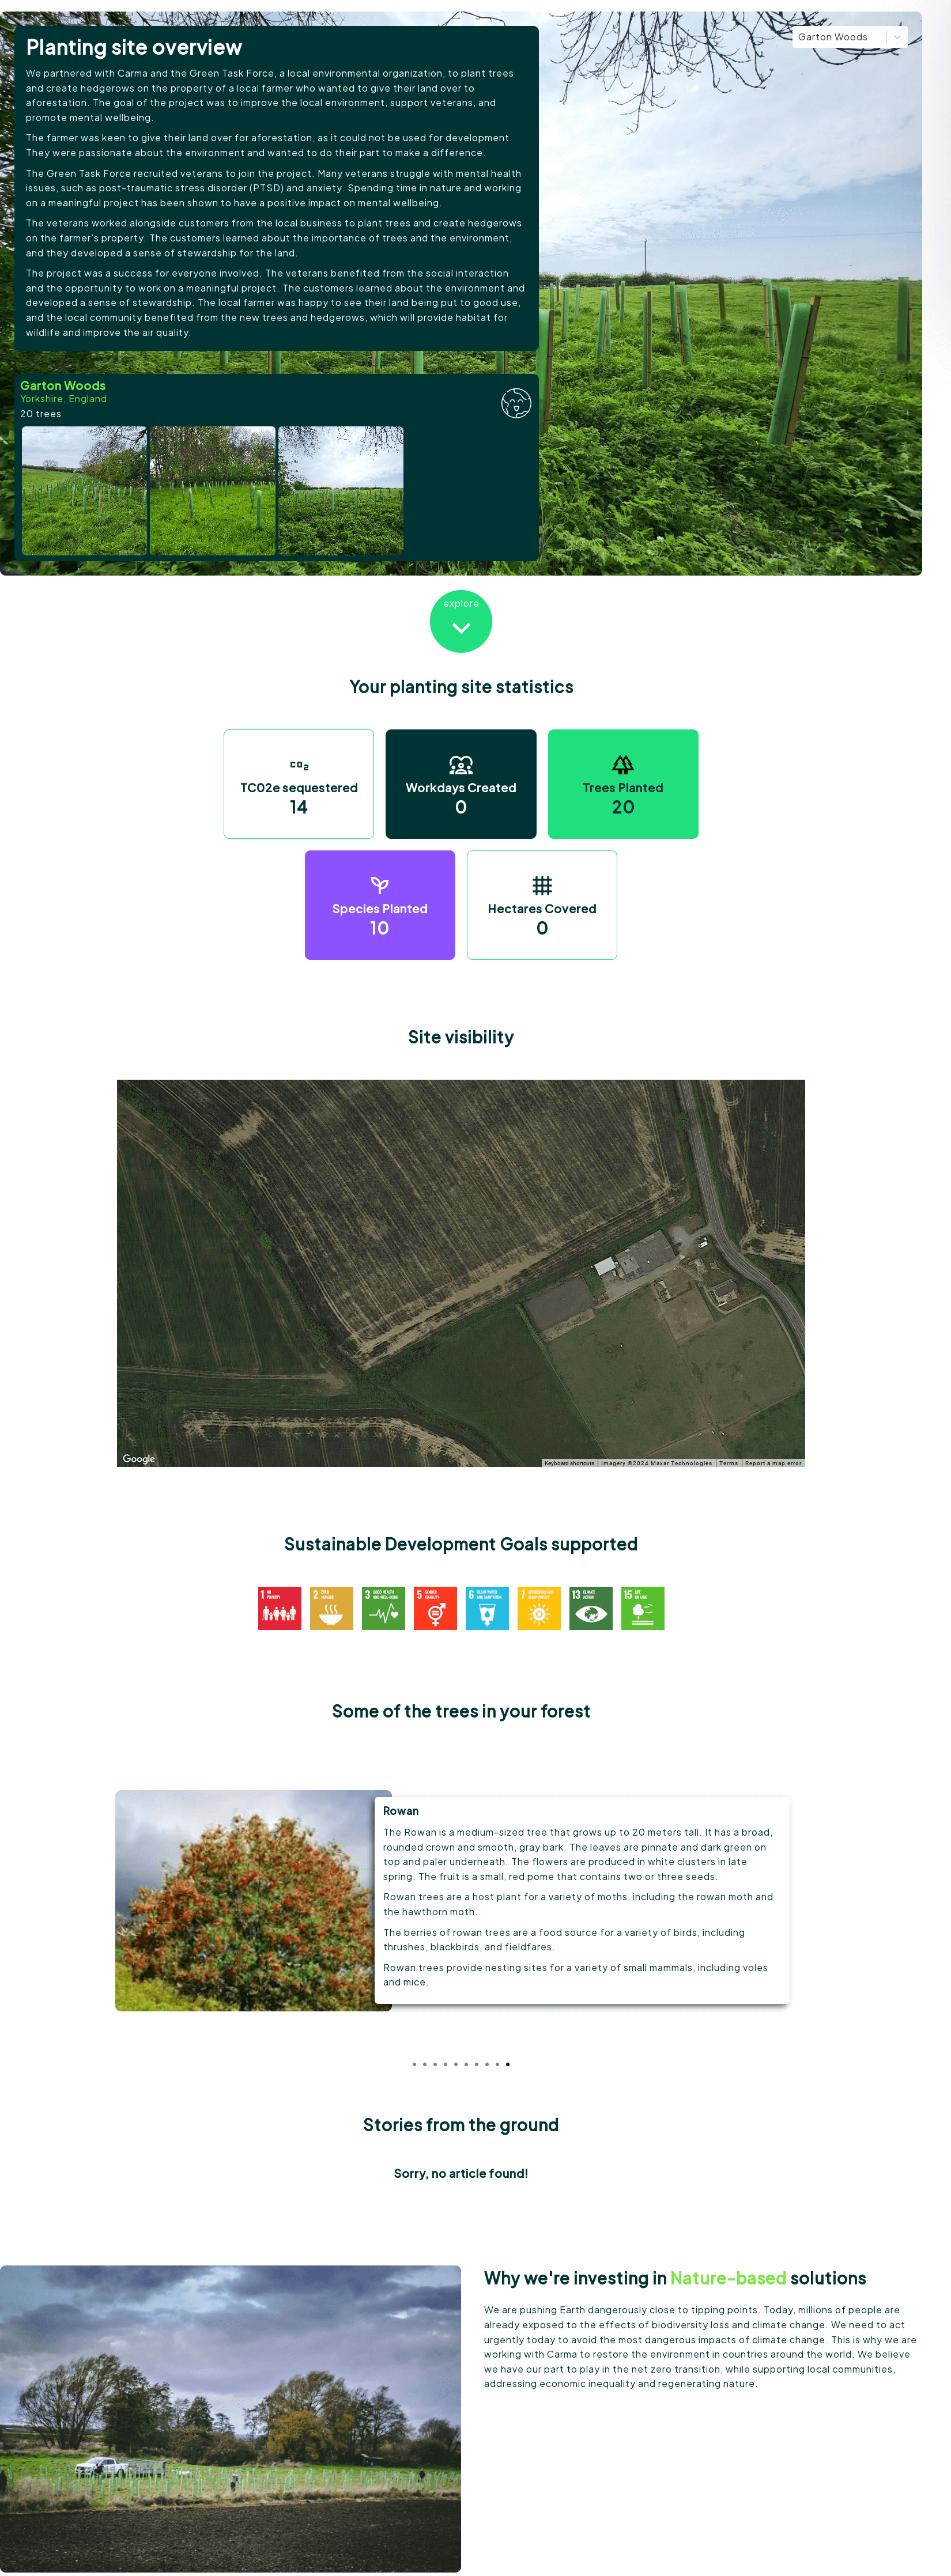 Planting site overview
Garton Woods
We partnered with Carma and the Green Task Force, a local environmental organization, to plant trees
and create hedgerows on the property of a local farmer who wanted to give their land over to
aforestation. The goal of the project was to improve the local environment, support veterans, and
promote mental wellbeing.
The farmer was keen to give their land over for aforestation, as it could not be used for development.
They were passionate about the environment and wanted to do their part to make a difference.
The Green Task Force recruited veterans to join the project. Many veterans struggle with mental health
issues, such as post-traumatic stress disorder (PTSD) and anxiety. Spending time in nature and working
on a meaningful project has been shown to have a positive impact on mental wellbeing.
The veterans worked alongside customers from the local business to plant trees and create hedgerows
on the farmer's property. The customers learned about the importance of trees and the environment,
and they developed a sense of stewardship for the land.
The project was a success for everyone involved. The veterans benefited from the social interaction
and the opportunity to work on a meaningful project. The customers learned about the environment and
developed a sense of stewardship. The local farmer was happy to see their land being put to good use,
and the local community benefited from the new trees and hedgerows, which will provide habitat for
wildlife and improve the air quality.
Garton Woods
Yorkshire, England
20 trees
explore
Your planting site statistics
CO2
TC02e sequestered
14
Workdays Created
0
Trees Planted
20
Species Planted
10
Hectares Covered
0
Site visibility
Google
Keyboard shortcuts Imagery ©2024 Maxar Technologies Terms Report a map error
Sustainable Development Goals supported
1 NO POVERTY
2 ZERO HUNGER
3 GOOD HEALTH AND WELL-BEING
5 GENDER EQUALITY
6 CLEAN WATER AND SANITATION
7
13 CLIMATE ACTION
15 LIFE ON LAND
Some of the trees in your forest
Rowan
The Rowan is a medium-sized tree that grows up to 20 meters tall. It has a broad,
rounded crown and smooth, gray bark. The leaves are pinnate and dark green on
top and paler underneath. The flowers are produced in white clusters in late
spring. The fruit is a small, red pome that contains two or three seeds.
Rowan trees are a host plant for a variety of moths, including the rowan moth and
the hawthorn moth.
The berries of rowan trees are a food source for a variety of birds, including
thrushes, blackbirds, and fieldfares.
Rowan trees provide nesting sites for a variety of small mammals, including voles
and mice.
Stories from the ground
Sorry, no article found!
Why we're investing in Nature-based solutions
We are pushing Earth dangerously close to tipping points. Today, millions of people are
already exposed to the effects of biodiversity loss and climate change. We need to act
urgently today to avoid the most dangerous impacts of climate change. This is why we are
working with Carma to restore the environment in countries around the world. We believe
we have our part to play in the net zero transition, while supporting local communities,
addressing economic inequality and regenerating nature.